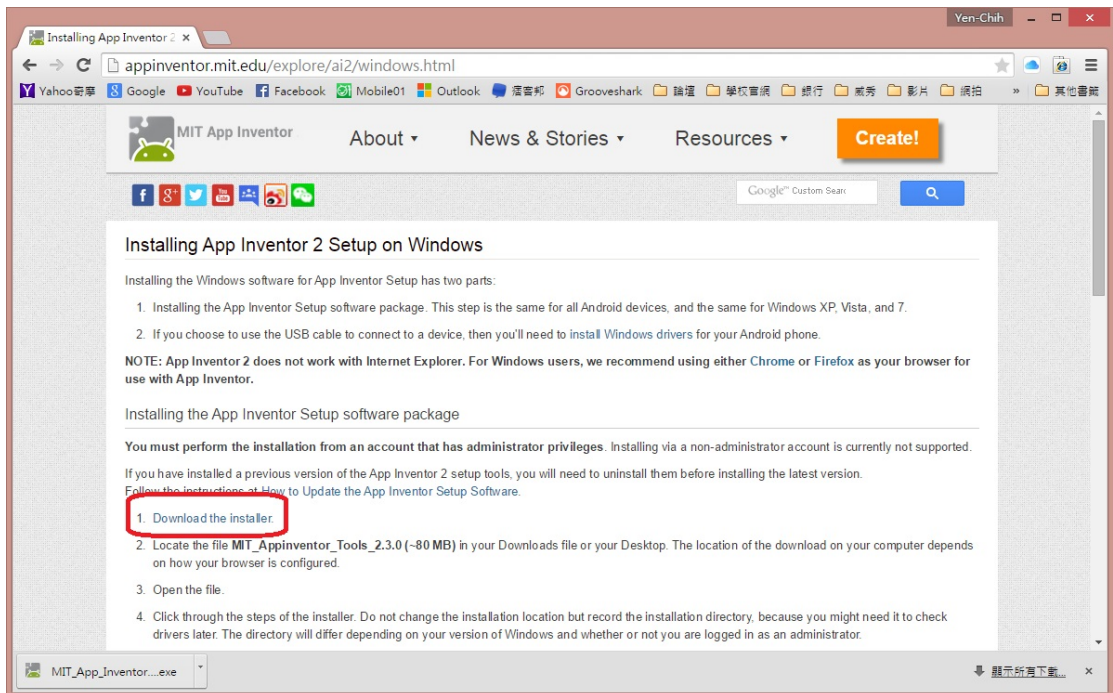 Yen-Chih
Installing App Inventor 2
appinventor.mit.edu/explore/ai2/windows.html
Yahoo奇摩 Google YouTube Facebook Mobile01 Outlook 痞客邦 Grooveshark 論壇 學校官網 銀行 威秀 影片 網拍 » 其他書籤
MIT App Inventor About News & Stories Resources Create!
Google™ Custom Searc
Installing App Inventor 2 Setup on Windows
Installing the Windows software for App Inventor Setup has two parts:
1. Installing the App Inventor Setup software package. This step is the same for all Android devices, and the same for Windows XP, Vista, and 7.
2. If you choose to use the USB cable to connect to a device, then you'll need to install Windows drivers for your Android phone.
NOTE: App Inventor 2 does not work with Internet Explorer. For Windows users, we recommend using either Chrome or Firefox as your browser for
use with App Inventor.
Installing the App Inventor Setup software package
You must perform the installation from an account that has administrator privileges. Installing via a non-administrator account is currently not supported.
If you have installed a previous version of the App Inventor 2 setup tools, you will need to uninstall them before installing the latest version.
Follow the instructions at How to Update the App Inventor Setup Software.
1. Download the installer.
2. Locate the file MIT_Appinventor_Tools_2.3.0 (~80 MB) in your Downloads file or your Desktop. The location of the download on your computer depends
on how your browser is configured.
3. Open the file.
4. Click through the steps of the installer. Do not change the installation location but record the installation directory, because you might need it to check
drivers later. The directory will differ depending on your version of Windows and whether or not you are logged in as an administrator.
MIT_App_Inventor....exe 顯示所有下載...